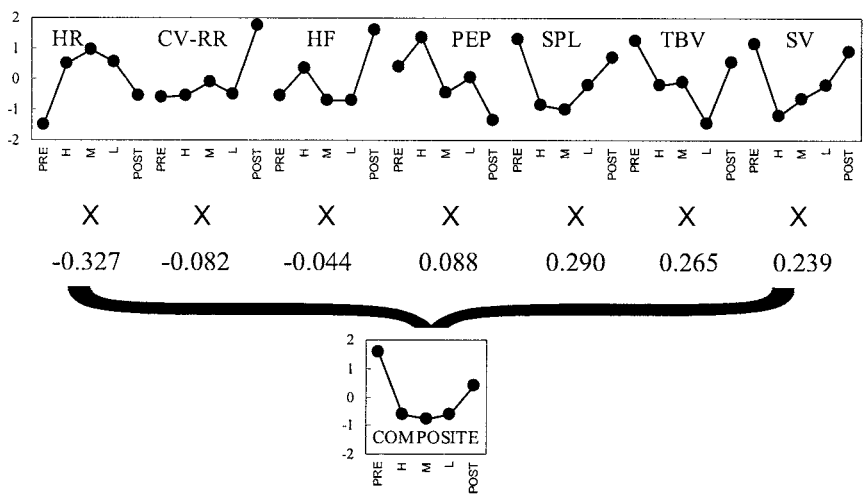 2
1
0
-1
-2
HR CV-RR HF PEP SPL TBV SV
PRE H M L POST PRE H M L POST PRE H M L POST PRE H M L POST PRE H M L POST PRE H M L POST PRE H M L POST
X X X X X X X
-0.327 -0.082 -0.044 0.088 0.290 0.265 0.239
2
1
0
-1
-2
COMPOSITE
PRE H M L POST